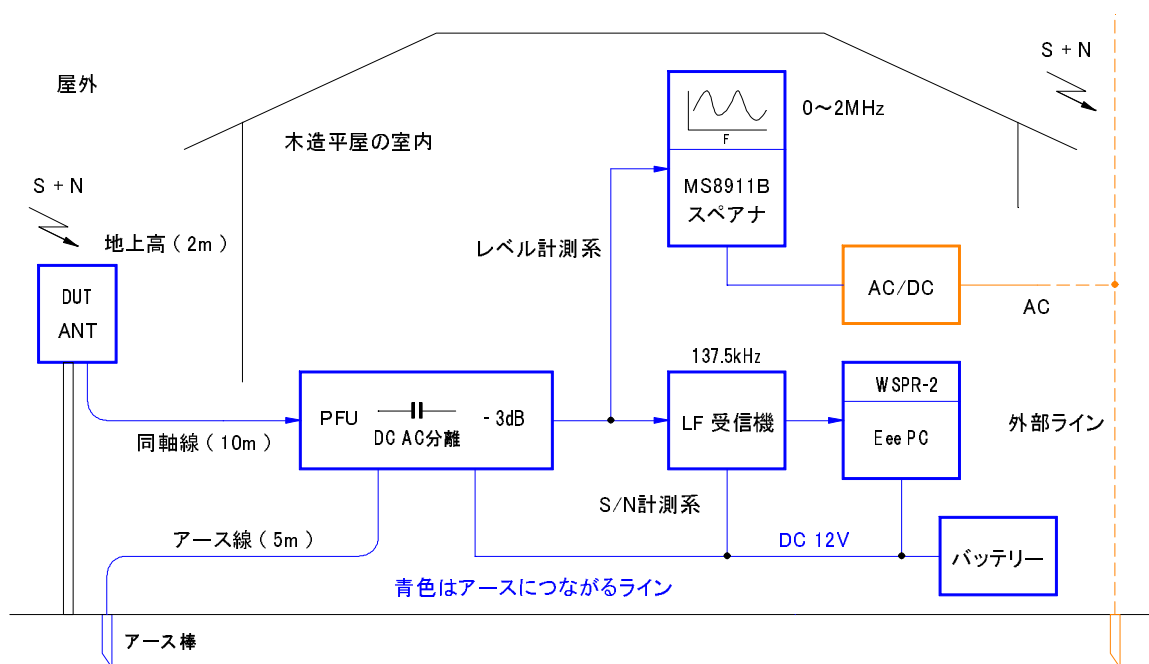 屋外
S + N
木造平屋の室内
F
0～2MHz
MS8911B
スペアナ
S + N
地上高（2m）
レベル計測系
DUT
ANT
AC/DC
AC
137.5kHz
PFU
DC AC分離
- 3dB
LF 受信機
WSPR-2
Eee PC
外部ライン
同軸線（10m）
S/N計測系
アース線（5m）
DC 12V
バッテリー
青色はアースにつながるライン
アース棒